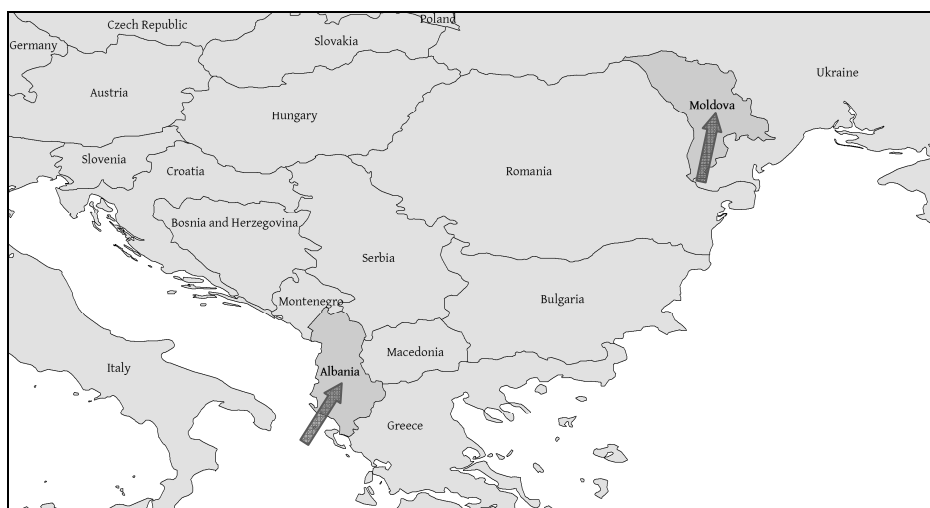 Poland
Czech Republic
Slovakia
Germany
Ukraine
Austria
Moldova
Hungary
Slovenia
Croatia
Romania
Bosnia and Herzegovina
Serbia
Montenegro
Bulgaria
Macedonia
Italy
Albania
Greece